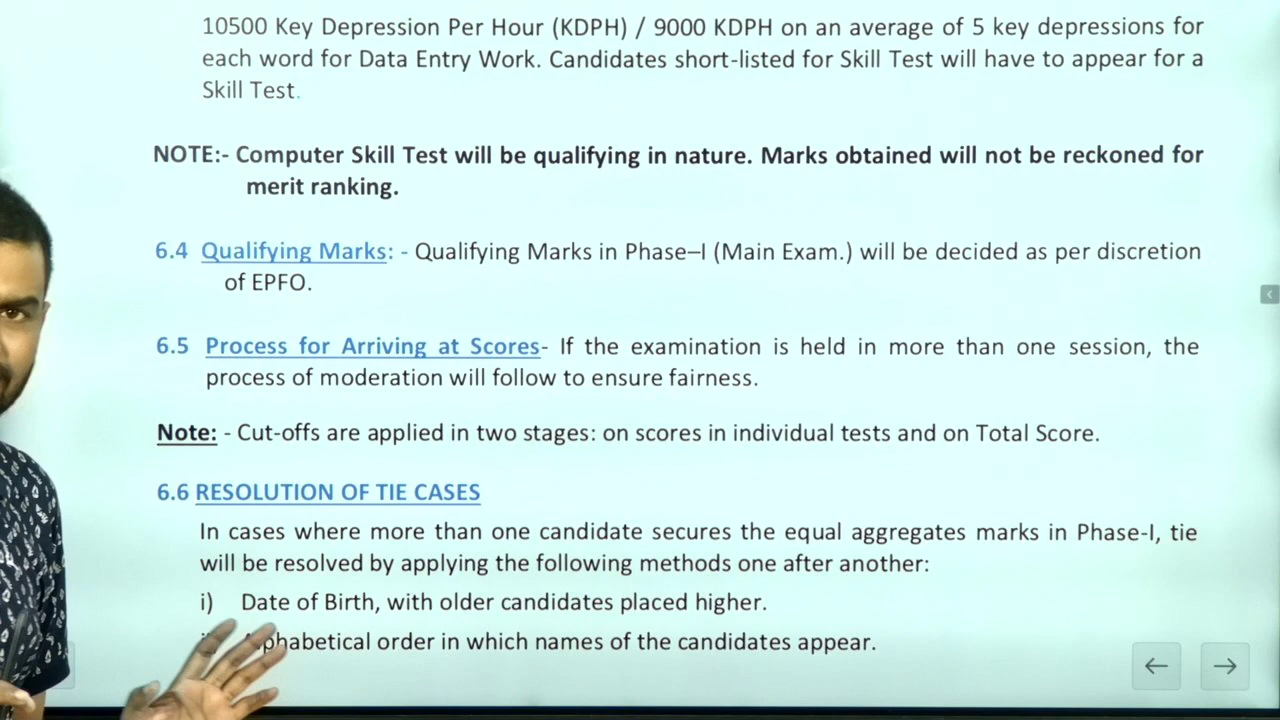 10500 Key Depression Per Hour (KDPH) / 9000 KDPH on an average of 5 key depressions for
each word for Data Entry Work. Candidates short-listed for Skill Test will have to appear for a
Skill Test.
NOTE:- Computer Skill Test will be qualifying in nature. Marks obtained will not be reckoned for
merit ranking.
6.4 Qualifying Marks: - Qualifying Marks in Phase–I (Main Exam.) will be decided as per discretion
of EPFO.
6.5 Process for Arriving at Scores- If the examination is held in more than one session, the
process of moderation will follow to ensure fairness.
Note: - Cut-offs are applied in two stages: on scores in individual tests and on Total Score.
6.6 RESOLUTION OF TIE CASES
In cases where more than one candidate secures the equal aggregates marks in Phase-I, tie
will be resolved by applying the following methods one after another:
i) Date of Birth, with older candidates placed higher.
order in which names of the candidates appear.